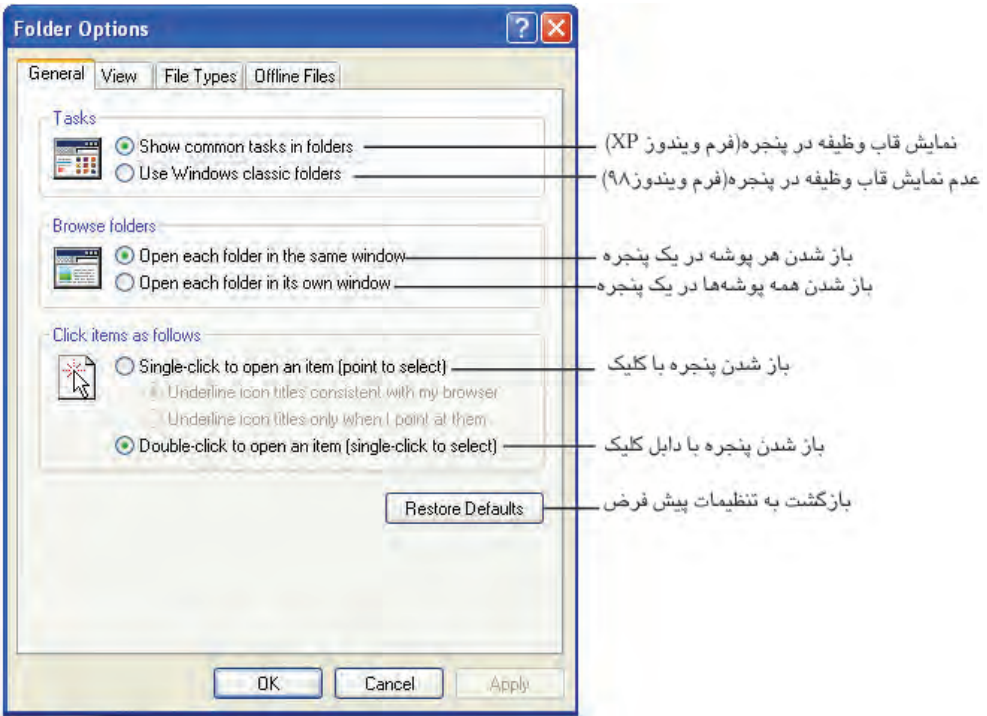 Folder Options
General View File Types Offline Files
Tasks
Show common tasks in folders
نمایش قاب وظیفه در پنجره(فرم ویندوز XP)
Use Windows classic folders
عدم نمایش قاب وظیفه در پنجره(فرم ویندوز۹۸)
Browse folders
Open each folder in the same window
باز شدن هر پوشه در یک پنجره
Open each folder in its own window
باز شدن همه پوشه‌ها در یک پنجره
Click items as follows
Single-click to open an item (point to select)
باز شدن پنجره با کلیک
Underline icon titles consistent with my browser
Underline icon titles only when I point at them
Double-click to open an item (single-click to select)
باز شدن پنجره با دابل کلیک
Restore Defaults
بازگشت به تنظیمات پیش فرض
OK Cancel Apply